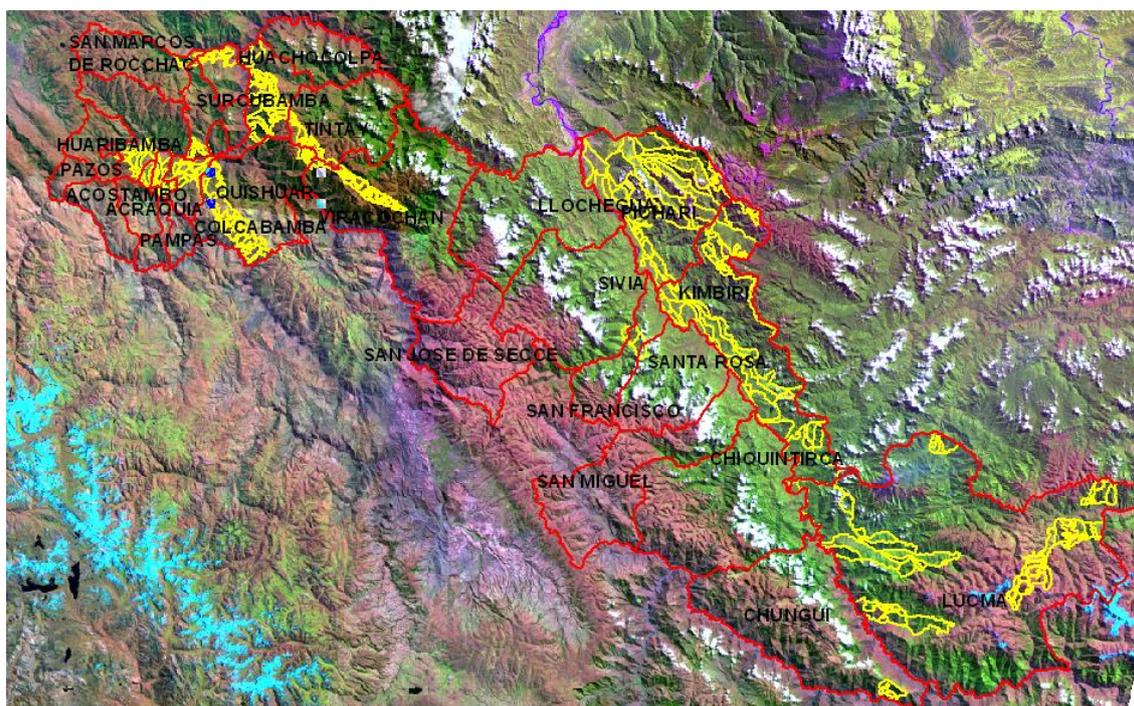 SAN MARCOS
DE ROCCHAC
HUACHOCOLPA
SURCUBAMBA
TINTAY
HUARIBAMBA
PAZOS
ACOSTAMBO
QUISHUAR
ACRAQUIA
VIRACOCHAN
COLCABAMBA
PAMPAS
LLOCHEGUA
PICHARI
SIVIA
KIMBIRI
SAN JOSE DE SECCE
SANTA ROSA
SAN FRANCISCO
CHIQUINTIRCA
SAN MIGUEL
LUCMA
CHUNGUI